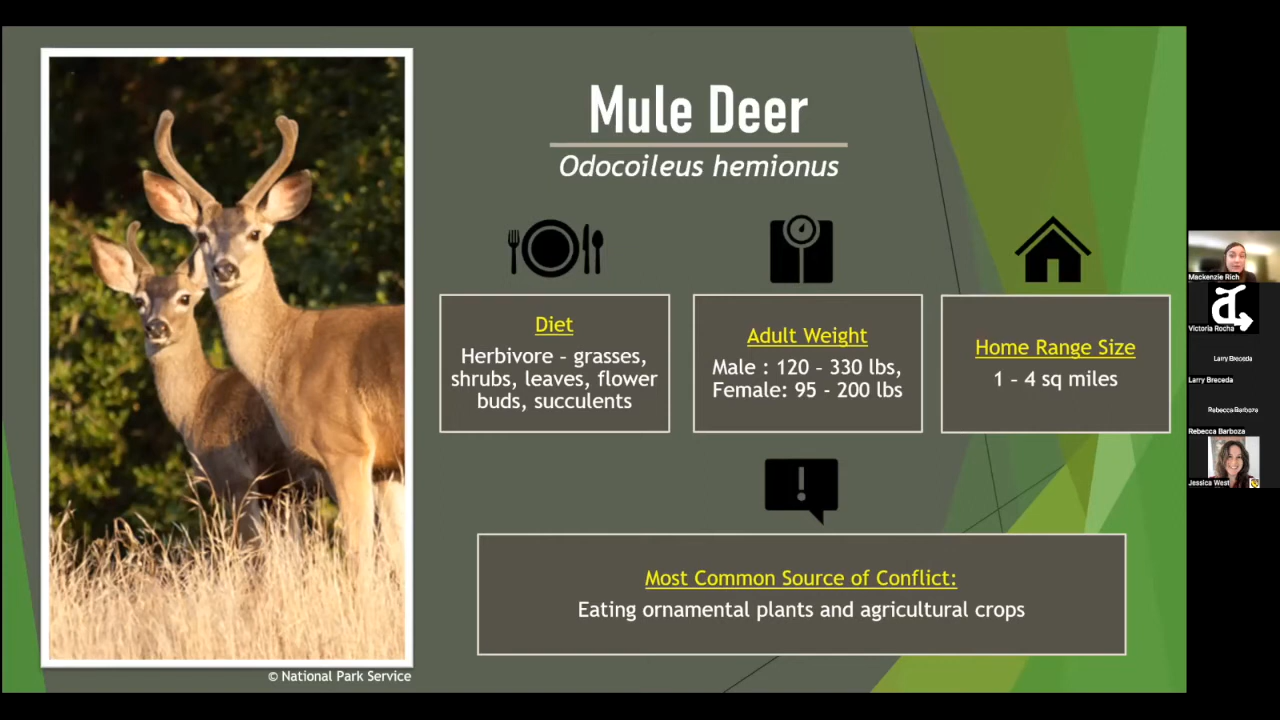 Mule Deer
Odocoileus hemionus
Diet
Herbivore - grasses,
shrubs, leaves, flower
buds, succulents
Adult Weight
Male : 120 - 330 lbs,
Female: 95 - 200 lbs
Home Range Size
1 - 4 sq miles
!
Most Common Source of Conflict:
Eating ornamental plants and agricultural crops
© National Park Service
Mackenzie Rich
Victoria Rocha
Larry Breceda
Larry Breceda
Rebecca Barboza
Rebecca Barboza
Jessica West